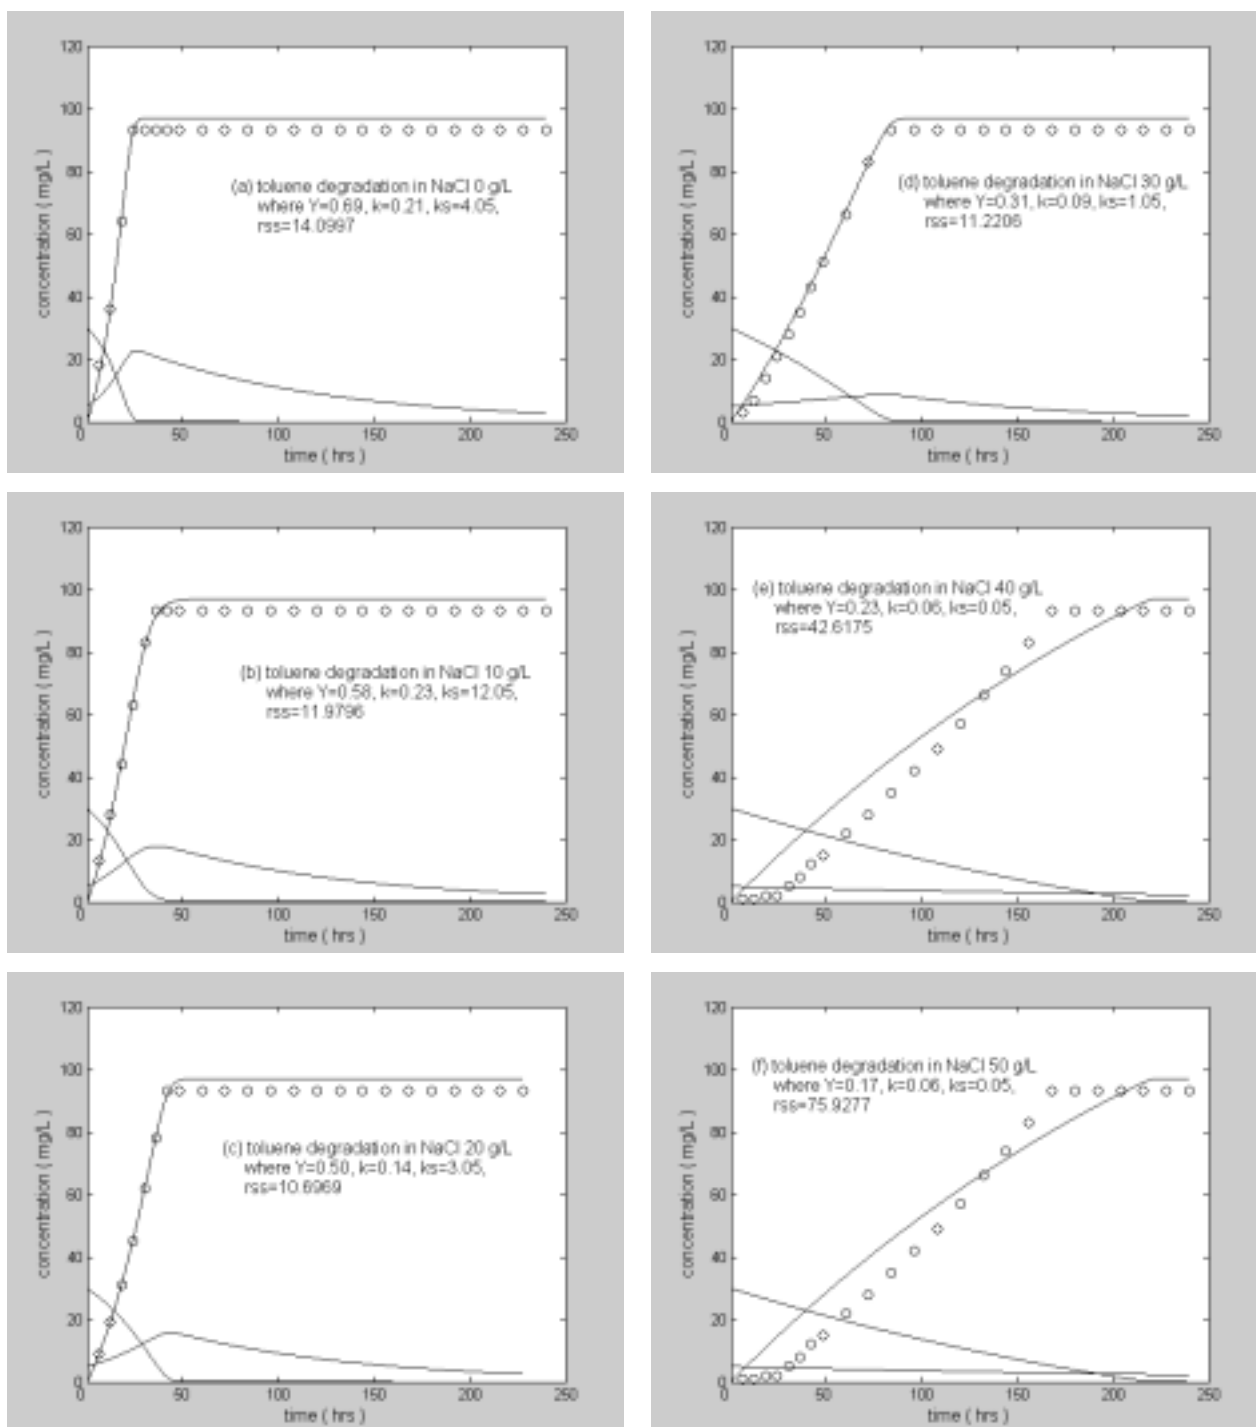 120
100
80
60
40
20
0
concentration ( mg/L )
(a) toluene degradation in NaCl 0 g/L
where Y=0.69, k=0.21, ks=4.05,
rss=14.0997
0 50 100 150 200 250
time ( hrs )
120
100
80
60
40
20
0
concentration ( mg/L )
(d) toluene degradation in NaCl 30 g/L
where Y=0.31, k=0.09, ks=1.05,
rss=11.2206
0 50 100 150 200 250
time ( hrs )
120
100
80
60
40
20
0
concentration ( mg/L )
(b) toluene degradation in NaCl 10 g/L
where Y=0.58, k=0.23, ks=12.05,
rss=11.9796
0 50 100 150 200 250
time ( hrs )
120
100
80
60
40
20
0
concentration ( mg/L )
(e) toluene degradation in NaCl 40 g/L
where Y=0.23, k=0.06, ks=0.05,
rss=42.6175
0 50 100 150 200 250
time ( hrs )
120
100
80
60
40
20
0
concentration ( mg/L )
(c) toluene degradation in NaCl 20 g/L
where Y=0.50, k=0.14, ks=3.05,
rss=10.6969
0 50 100 150 200 250
time ( hrs )
120
100
80
60
40
20
0
concentration ( mg/L )
(f) toluene degradation in NaCl 50 g/L
where Y=0.17, k=0.06, ks=0.05,
rss=75.9277
0 50 100 150 200 250
time ( hrs )